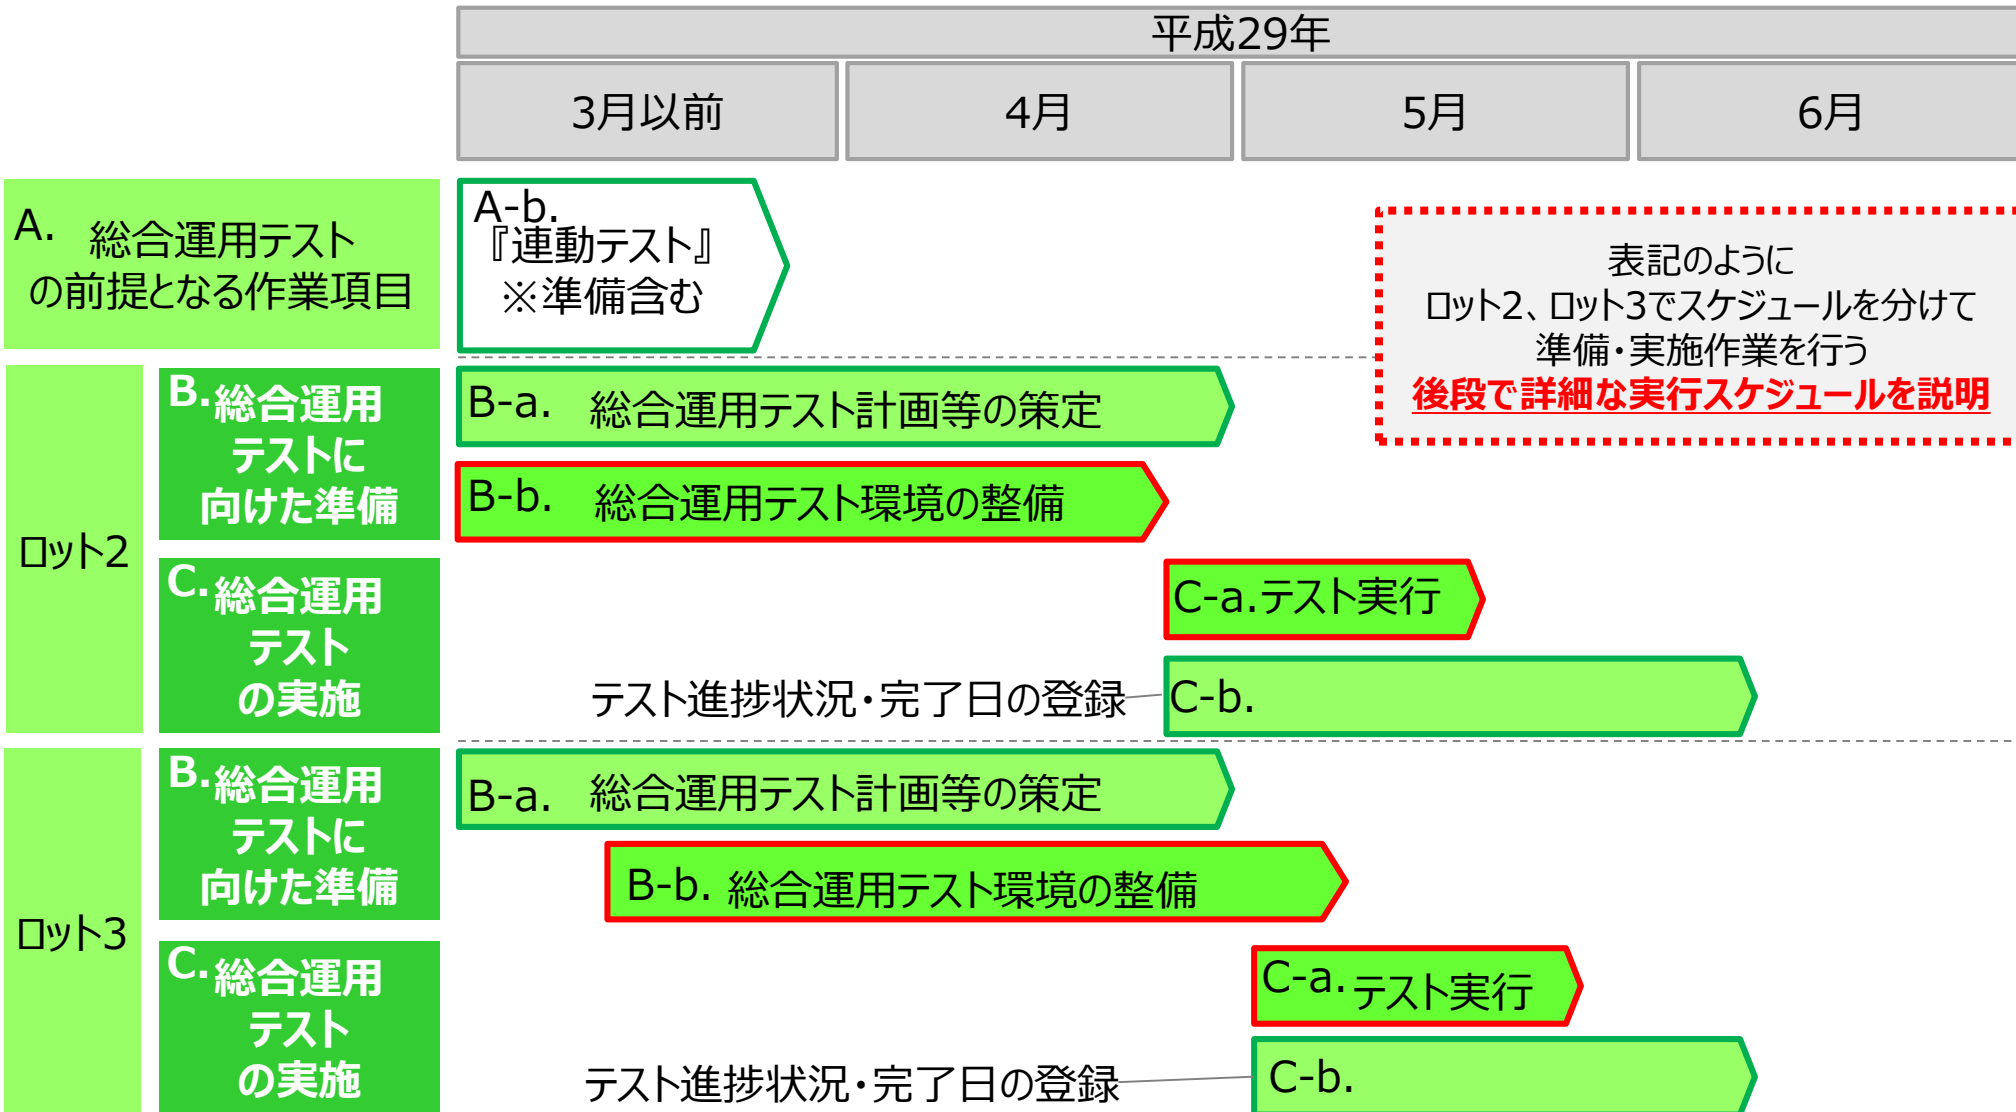 平成29年
3月以前
4月
5月
6月
A. 総合運用テスト
の前提となる作業項目
A-b.
『連動テスト』
※準備含む
表記のように
ロット2、ロット3でスケジュールを分けて
準備・実施作業を行う
後段で詳細な実行スケジュールを説明
ロット2
B.総合運用
テストに
向けた準備
B-a. 総合運用テスト計画等の策定
B-b. 総合運用テスト環境の整備
C.総合運用
テスト
の実施
C-a.テスト実行
テスト進捗状況・完了日の登録
C-b.
ロット3
B.総合運用
テストに
向けた準備
B-a. 総合運用テスト計画等の策定
B-b. 総合運用テスト環境の整備
C.総合運用
テスト
の実施
C-a.テスト実行
テスト進捗状況・完了日の登録
C-b.